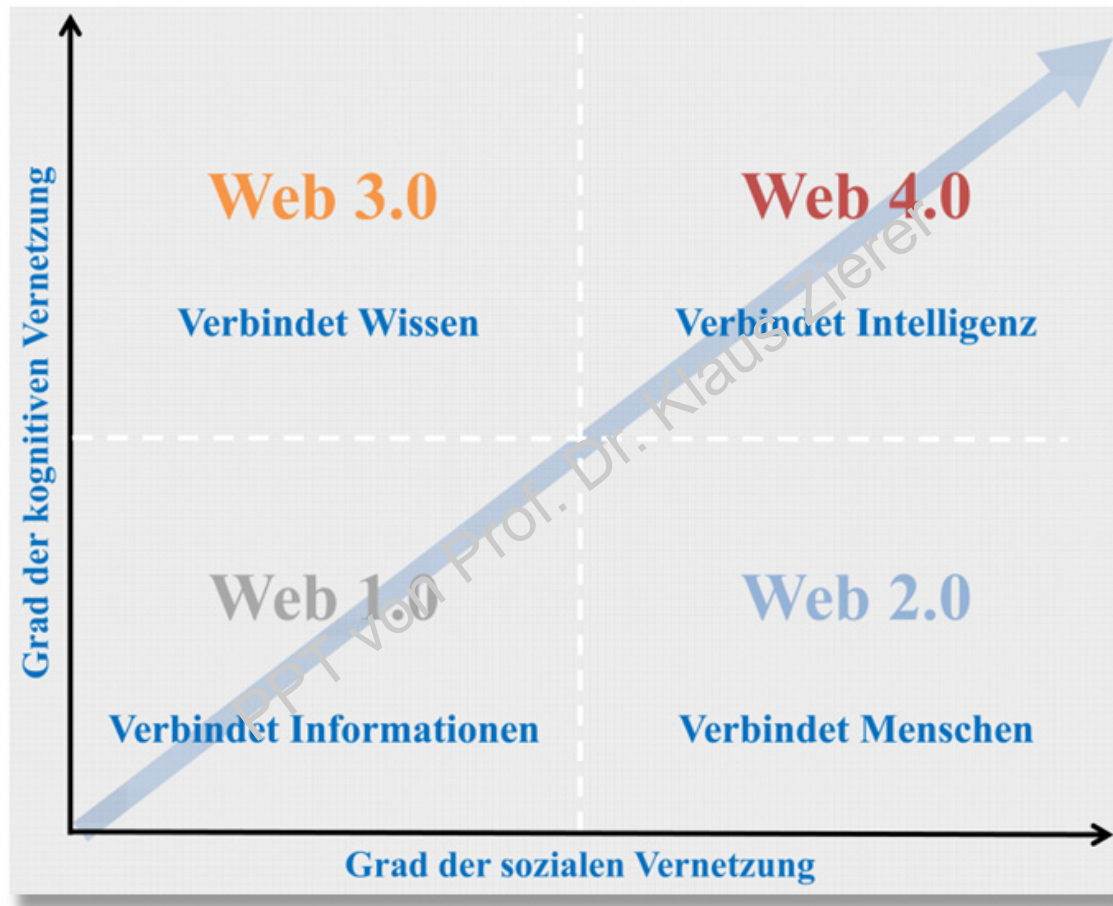 Grad der kognitiven Vernetzung
Web 3.0
Verbindet Wissen
Web 4.0
Verbindet Intelligenz
Web 1.0
Verbindet Informationen
Web 2.0
Verbindet Menschen
Grad der sozialen Vernetzung
PPT von Prof. Dr. Klaus Zierer